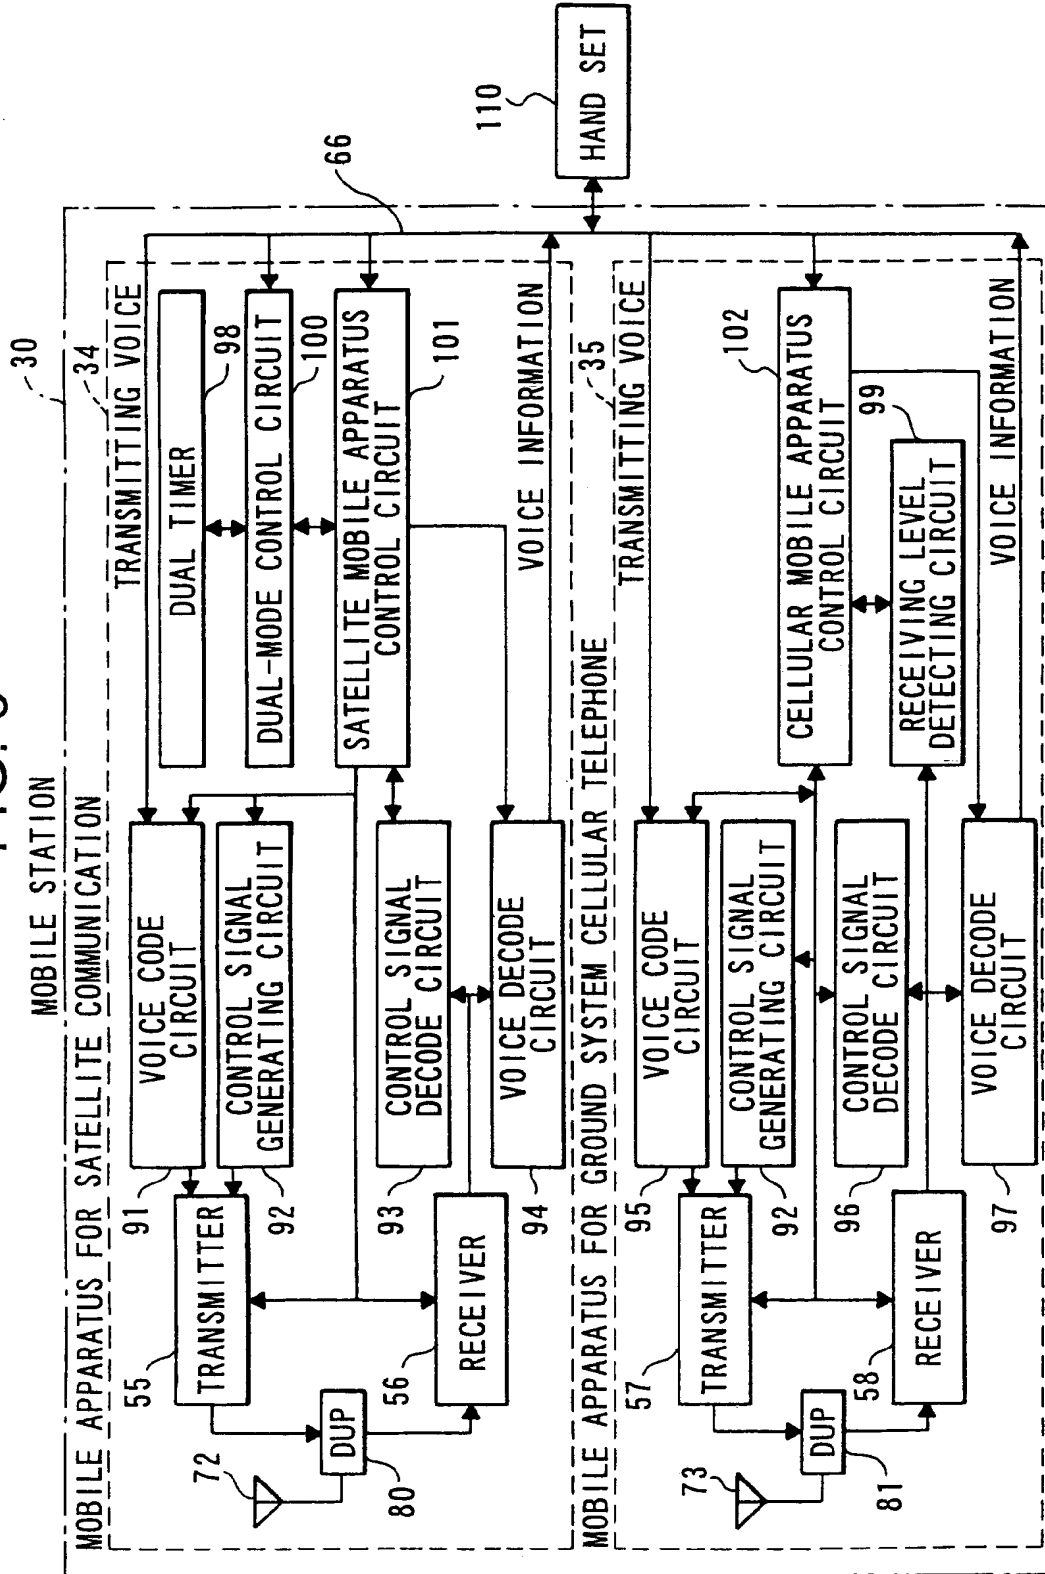 MOBILE STATION
30
MOBILE APPARATUS FOR SATELLITE COMMUNICATION
34
TRANSMITTING VOICE
72
DUP
80
55
TRANSMITTER
56
RECEIVER
91
VOICE CODE
CIRCUIT
92
CONTROL SIGNAL
GENERATING CIRCUIT
93
CONTROL SIGNAL
DECODE CIRCUIT
94
VOICE DECODE
CIRCUIT
DUAL TIMER
98
DUAL-MODE CONTROL CIRCUIT
100
SATELLITE MOBILE APPARATUS
CONTROL CIRCUIT
101
VOICE INFORMATION
66
110
HAND SET
MOBILE APPARATUS FOR GROUND SYSTEM CELLULAR TELEPHONE
35
TRANSMITTING VOICE
73
DUP
81
57
TRANSMITTER
58
RECEIVER
95
VOICE CODE
CIRCUIT
92
CONTROL SIGNAL
GENERATING CIRCUIT
96
CONTROL SIGNAL
DECODE CIRCUIT
97
VOICE DECODE
CIRCUIT
CELLULAR MOBILE APPARATUS
CONTROL CIRCUIT
102
RECEIVING LEVEL
DETECTING CIRCUIT
99
VOICE INFORMATION